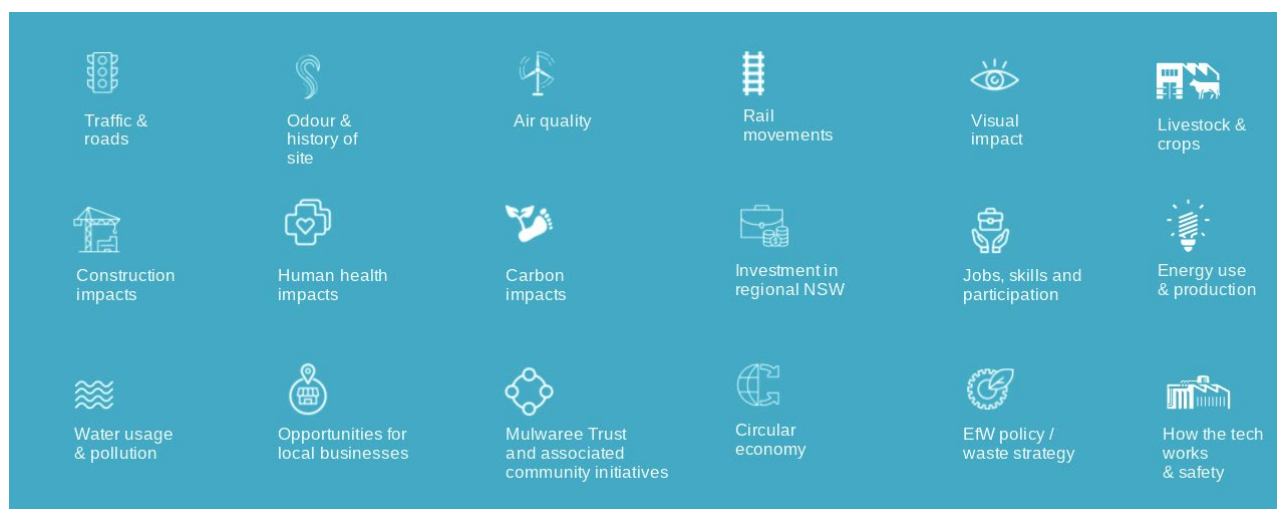 Traffic &
roads
Odour &
history of
site
Air quality
Rail
movements
Visual
impact
Livestock &
crops
Construction
impacts
Human health
impacts
Carbon
impacts
Investment in
regional NSW
Jobs, skills and
participation
Energy use
& production
Water usage
& pollution
Opportunities for
local businesses
Mulwaree Trust
and associated
community initiatives
Circular
economy
EfW policy /
waste strategy
How the tech
works
& safety